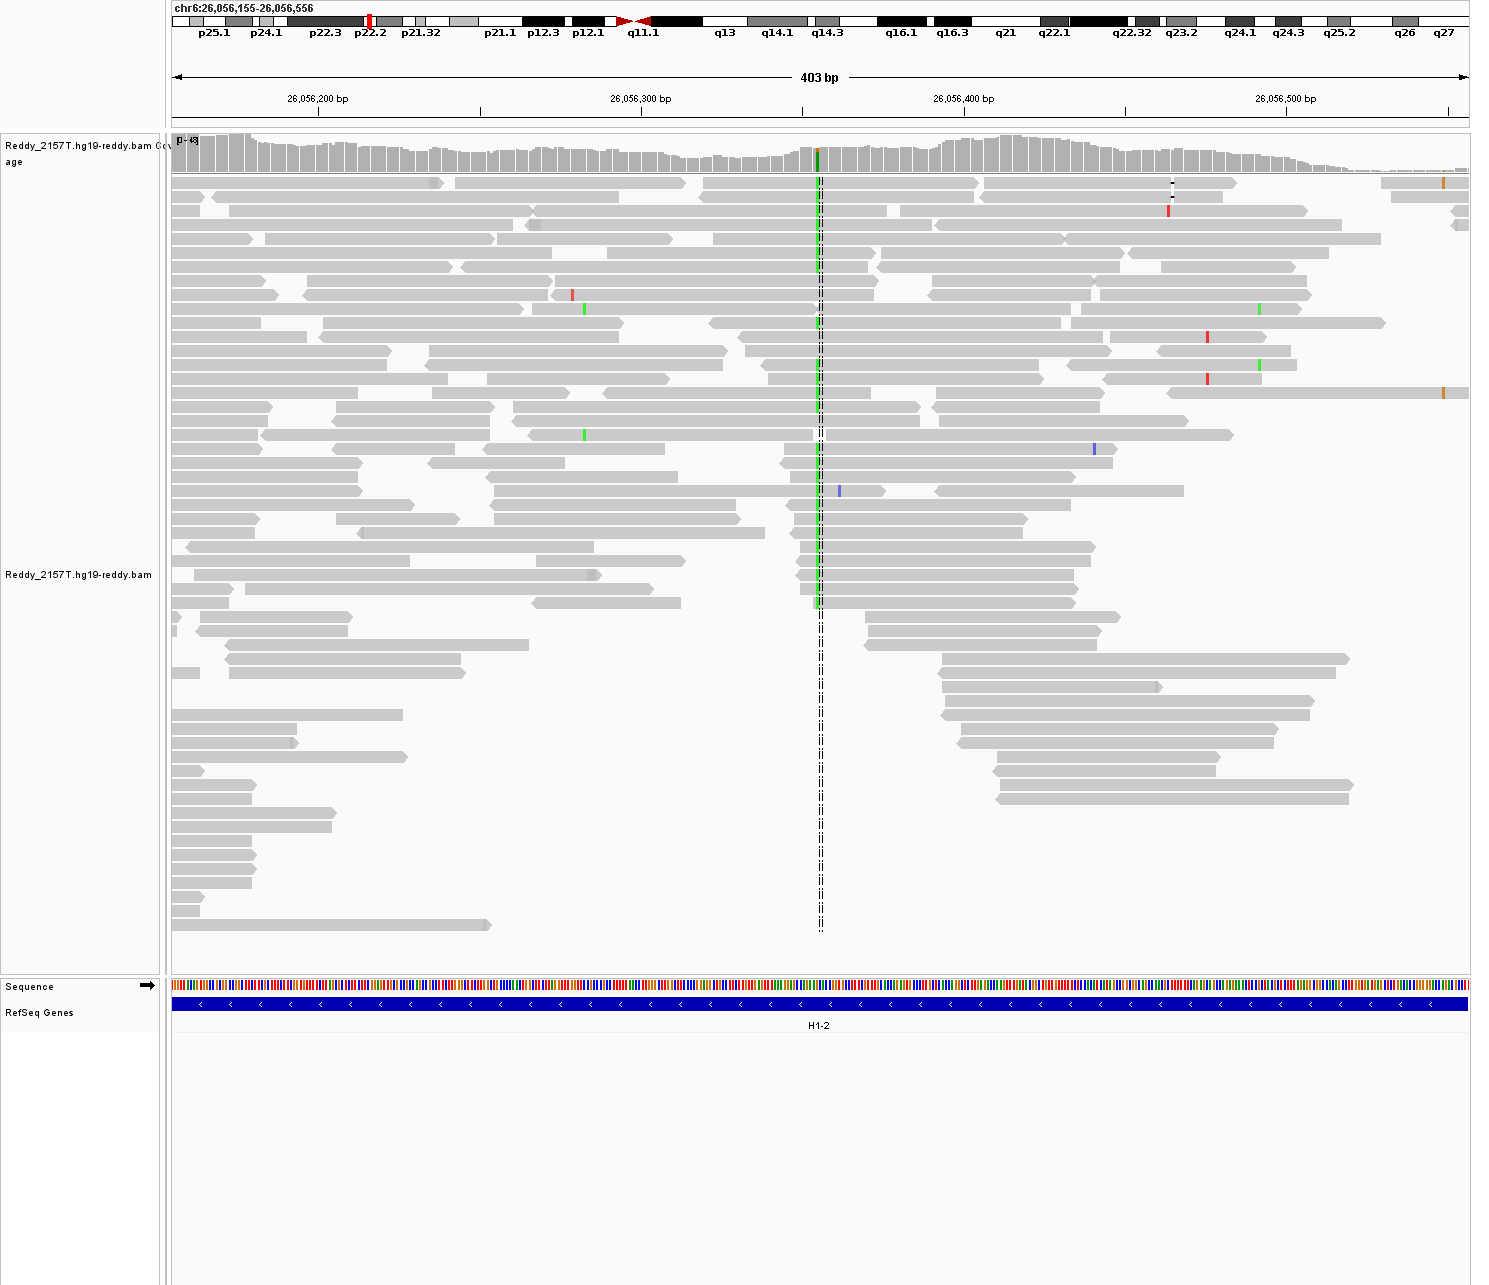 chr6:26,056,155-26,056,556
p25.1 p24.1 p22.3 p22.2 p21.32 p21.1 p12.3 p12.1 q11.1 q13 q14.1 q14.3 q16.1 q16.3 q21 q22.1 q22.32 q23.2 q24.1 q24.3 q25.2 q26 q27
403 bp
26,056,200 bp 26,056,300 bp 26,056,400 bp 26,056,500 bp
Reddy_2157T.hg19-reddy.bam Cov
age
Reddy_2157T.hg19-reddy.bam
Sequence
RefSeq Genes
H1-2